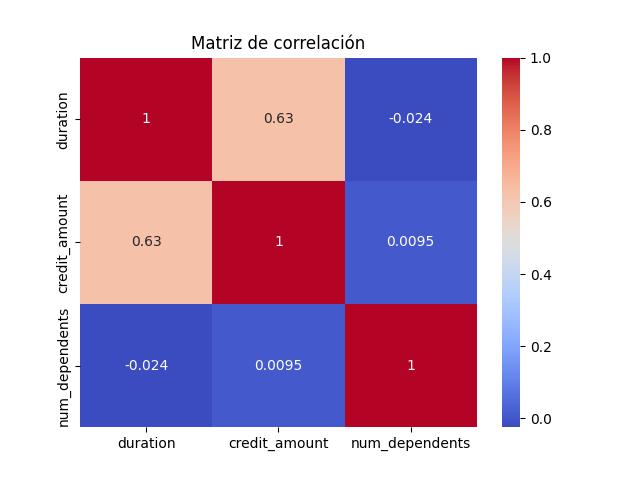 Matriz de correlación
duration
1
0.63
-0.024
credit_amount
0.63
1
0.0095
num_dependents
-0.024
0.0095
1
duration
credit_amount
num_dependents
1.0
0.8
0.6
0.4
0.2
0.0